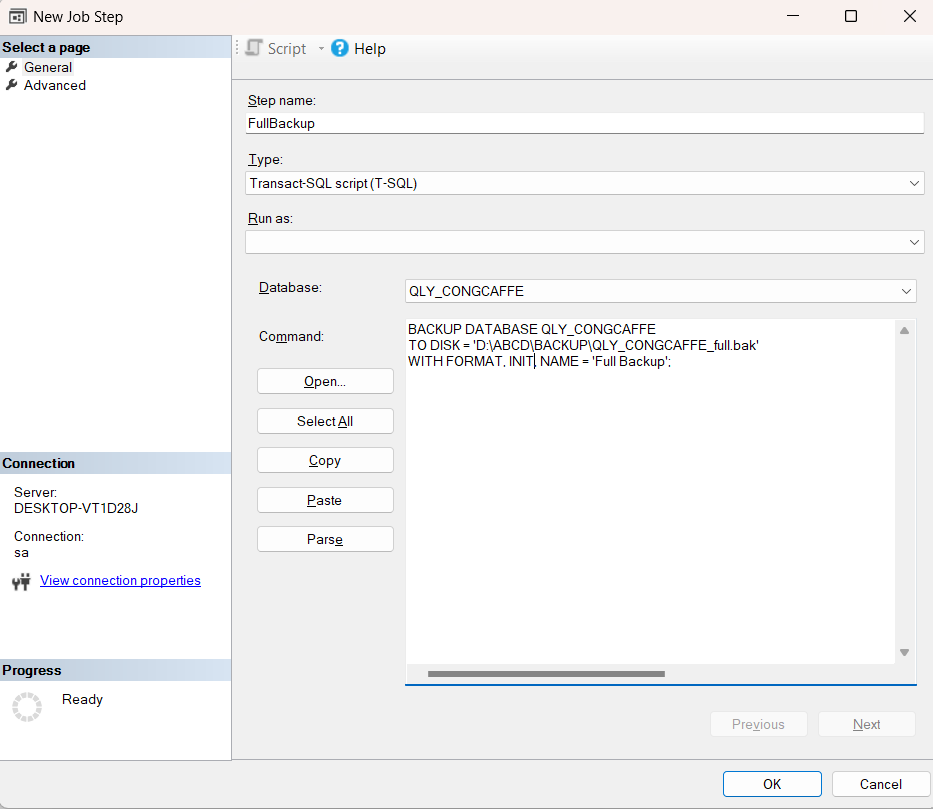 New Job Step
Select a page
General
Advanced
Script
Help
Step name:
FullBackup
Type:
Transact-SQL script (T-SQL)
Run as:
Database:
QLY_CONGCAFFE
Command:
BACKUP DATABASE QLY_CONGCAFFE
TO DISK = 'D:\ABCD\BACKUP\QLY_CONGCAFFE_full.bak'
WITH FORMAT, INIT, NAME = 'Full Backup';
Open...
Select All
Copy
Paste
Parse
Connection
Server:
DESKTOP-VT1D28J
Connection:
sa
View connection properties
Progress
Ready
Previous
Next
OK
Cancel